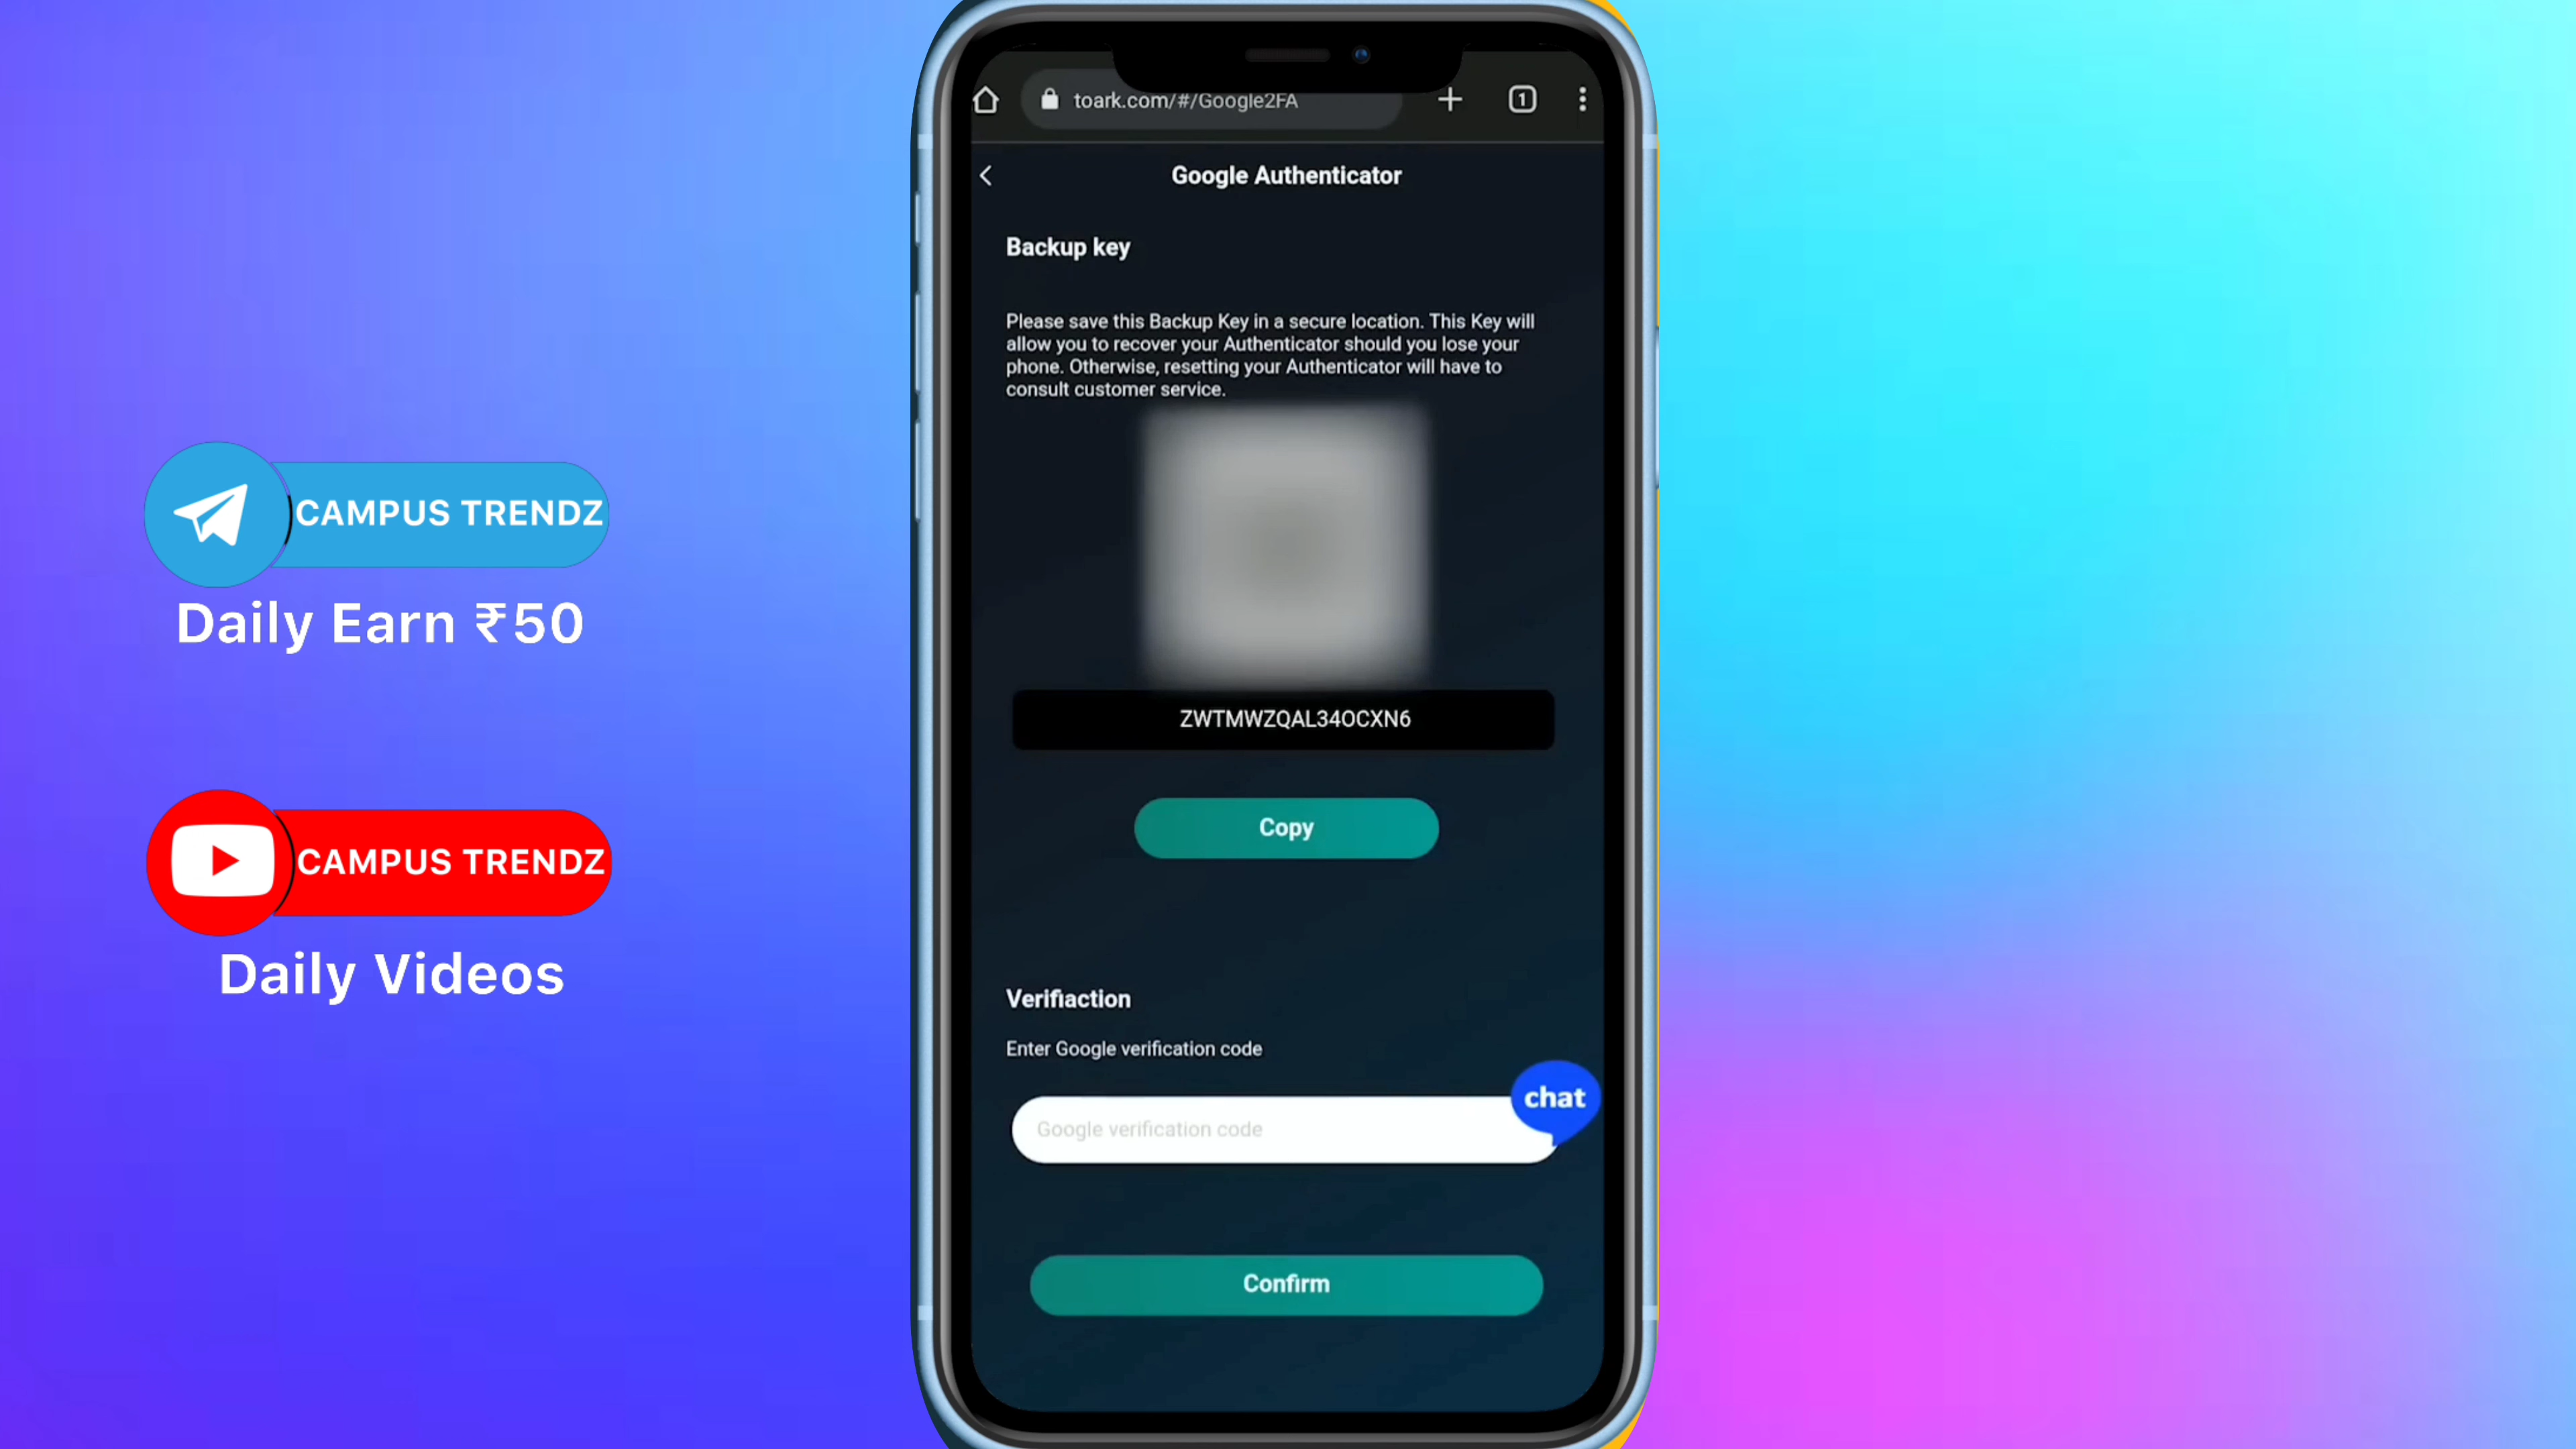 toark.com/#/Google2FA
1
Google Authenticator
Backup key
Please save this Backup Key in a secure location. This Key will
allow you to recover your Authenticator should you lose your
phone. Otherwise, resetting your Authenticator will have to
consult customer service.
ZWTMWZQAL34OCXN6
Copy
Verifiaction
Enter Google verification code
chat
Google verification code
Confirm
CAMPUS TRENDZ
Daily Earn ₹50
CAMPUS TRENDZ
Daily Videos